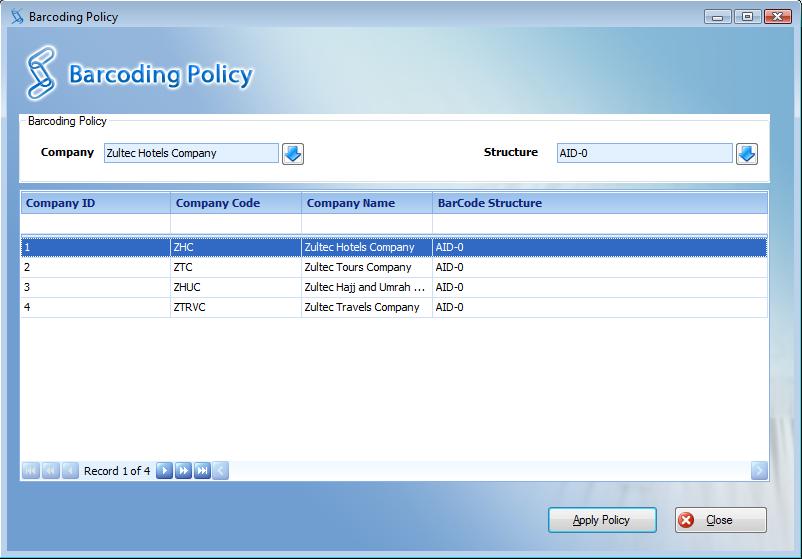 Barcoding Policy
Barcoding Policy
Barcoding Policy
Company Zultec Hotels Company Structure AID-0
Company ID Company Code Company Name BarCode Structure
1 ZHC Zultec Hotels Company AID-0
2 ZTC Zultec Tours Company AID-0
3 ZHUC Zultec Hajj and Umrah ... AID-0
4 ZTRVC Zultec Travels Company AID-0
Record 1 of 4
Apply Policy Close